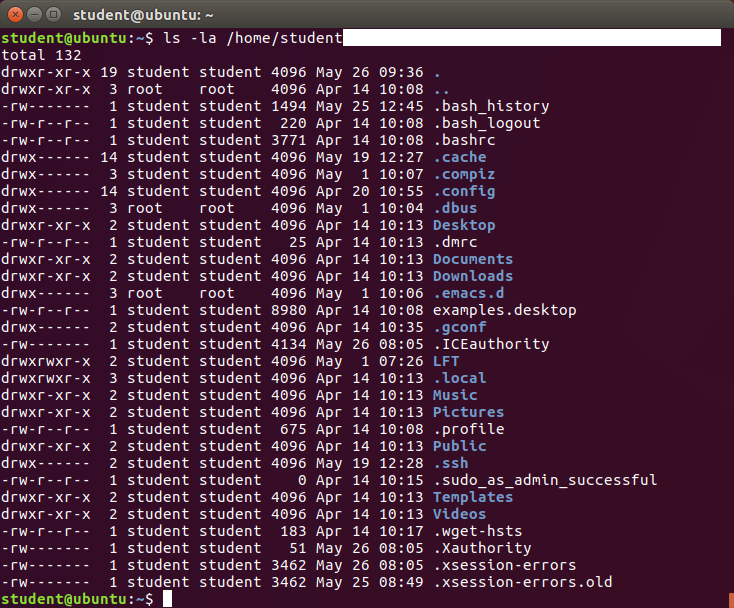 student@ubuntu: ~
student@ubuntu:~$ ls -la /home/student
total 132
drwxr-xr-x 19 student student 4096 May 26 09:36 .
drwxr-xr-x  3 root    root    4096 Apr 14 10:08 ..
-rw-------  1 student student 1494 May 25 12:45 .bash_history
-rw-r--r--  1 student student  220 Apr 14 10:08 .bash_logout
-rw-r--r--  1 student student 3771 Apr 14 10:08 .bashrc
drwx------ 14 student student 4096 May 19 12:27 .cache
drwx------  3 student student 4096 May  1 10:07 .compiz
drwx------ 14 student student 4096 Apr 20 10:55 .config
drwx------  3 root    root    4096 May  1 10:04 .dbus
drwxr-xr-x  2 student student 4096 Apr 14 10:13 Desktop
-rw-r--r--  1 student student   25 Apr 14 10:13 .dmrc
drwxr-xr-x  2 student student 4096 Apr 14 10:13 Documents
drwxr-xr-x  2 student student 4096 Apr 14 10:13 Downloads
drwx------  3 root    root    4096 May  1 10:06 .emacs.d
-rw-r--r--  1 student student 8980 Apr 14 10:08 examples.desktop
drwx------  2 student student 4096 Apr 14 10:35 .gconf
-rw-------  1 student student 4134 May 26 08:05 .ICEauthority
drwxrwxr-x  2 student student 4096 May  1 07:26 LFT
drwxrwxr-x  3 student student 4096 Apr 14 10:13 .local
drwxr-xr-x  2 student student 4096 Apr 14 10:13 Music
drwxr-xr-x  2 student student 4096 Apr 14 10:13 Pictures
-rw-r--r--  1 student student  675 Apr 14 10:08 .profile
drwxr-xr-x  2 student student 4096 Apr 14 10:13 Public
drwx------  2 student student 4096 May 19 12:28 .ssh
-rw-r--r--  1 student student    0 Apr 14 10:15 .sudo_as_admin_successful
drwxr-xr-x  2 student student 4096 Apr 14 10:13 Templates
drwxr-xr-x  2 student student 4096 Apr 14 10:13 Videos
-rw-r--r--  1 student student  183 Apr 14 10:17 .wget-hsts
-rw-------  1 student student   51 May 26 08:05 .Xauthority
-rw-------  1 student student 3462 May 26 08:05 .xsession-errors
-rw-------  1 student student 3462 May 25 08:49 .xsession-errors.old
student@ubuntu:~$